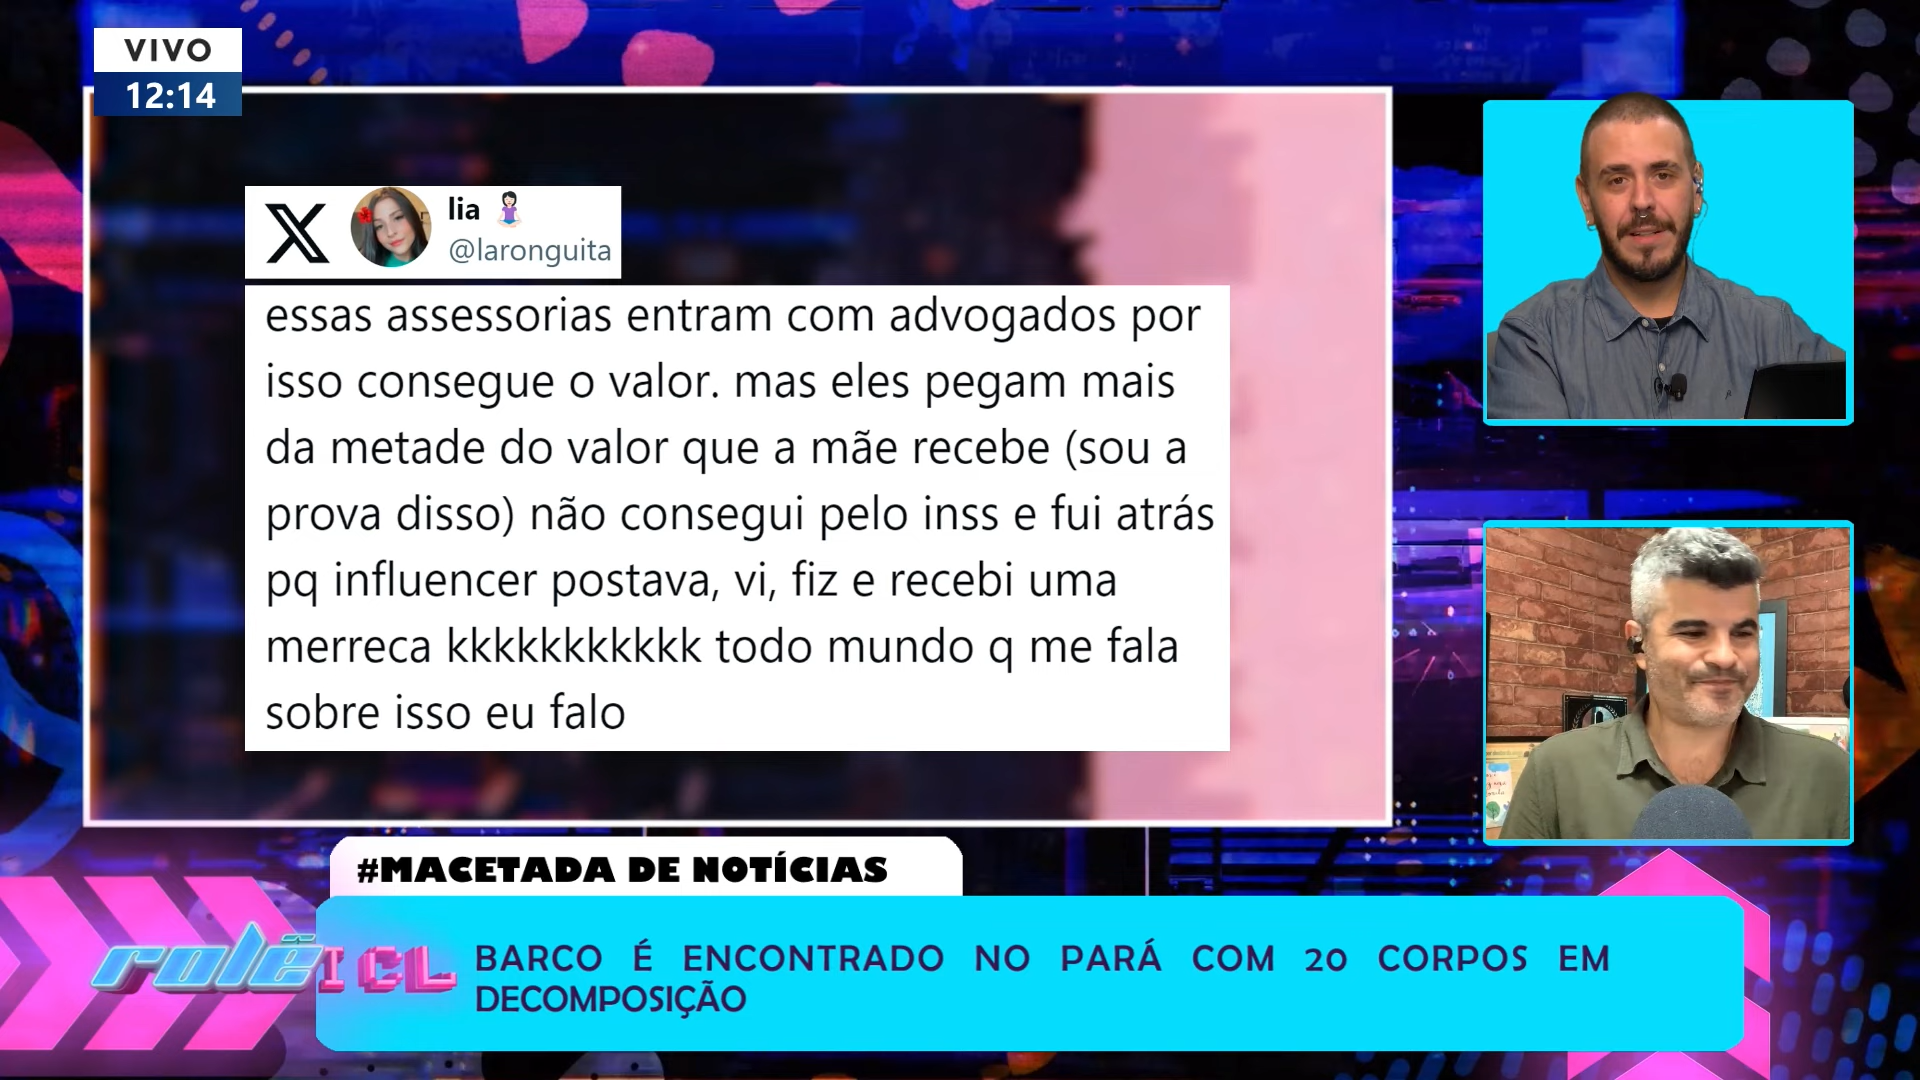 VIVO
12:14
lia
@laronguita
essas assessorias entram com advogados por
isso consegue o valor. mas eles pegam mais
da metade do valor que a mãe recebe (sou a
prova disso) não consegui pelo inss e fui atrás
pq influencer postava, vi, fiz e recebi uma
merreca kkkkkkkkkkk todo mundo q me fala
sobre isso eu falo
#MACETADA DE NOTÍCIAS
rolê ICL
BARCO É ENCONTRADO NO PARÁ COM 20 CORPOS EM
DECOMPOSIÇÃO